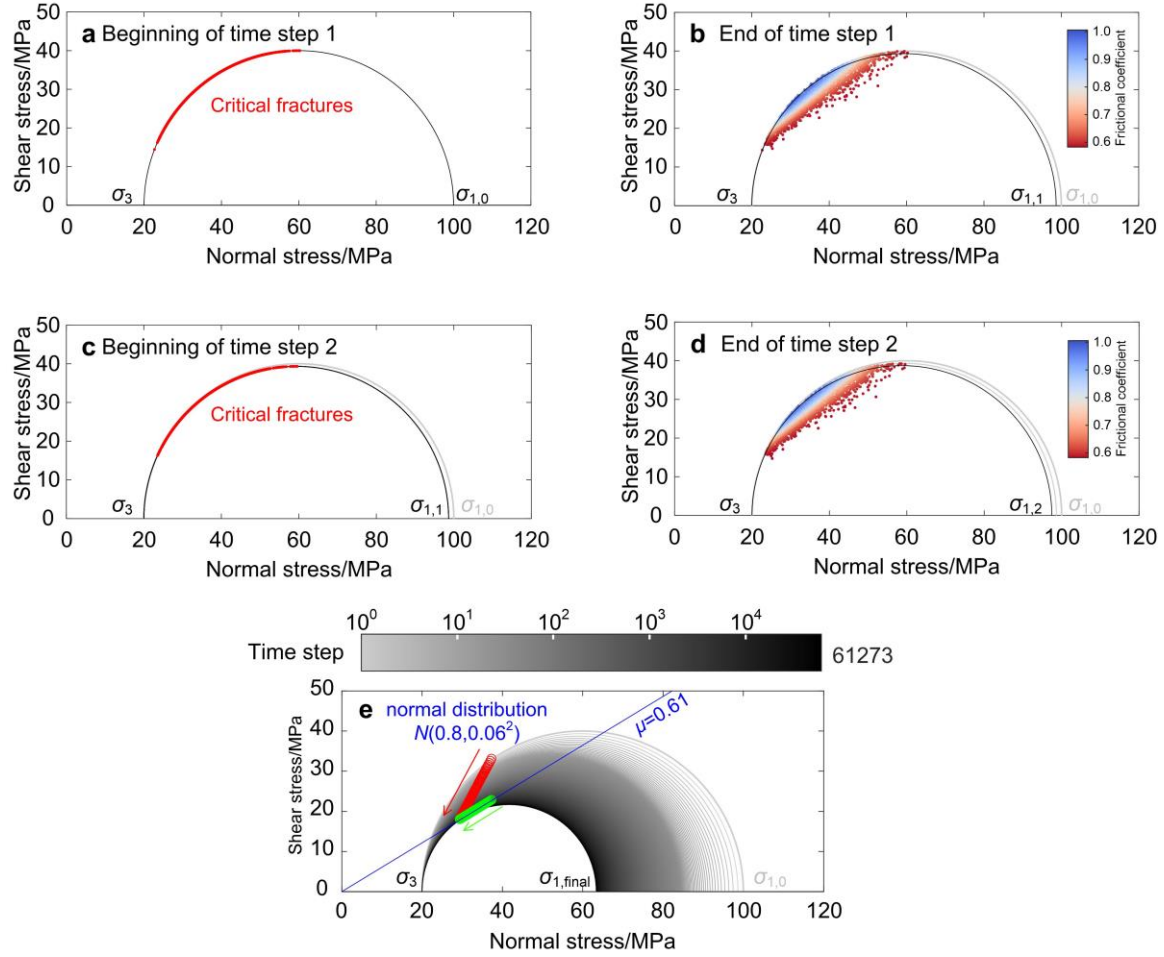 a Beginning of time step 1
Shear stress/MPa
50
40
30
20
10
0
Critical fractures
σ3
σ1,0
0 20 40 60 80 100 120
Normal stress/MPa
b End of time step 1
Shear stress/MPa
50
40
30
20
10
0
1.0
0.9
0.8
0.7
0.6
Frictional coefficient
σ3
σ1,1
σ1,0
0 20 40 60 80 100 120
Normal stress/MPa
c Beginning of time step 2
Shear stress/MPa
50
40
30
20
10
0
Critical fractures
σ3
σ1,1
σ1,0
0 20 40 60 80 100 120
Normal stress/MPa
d End of time step 2
Shear stress/MPa
50
40
30
20
10
0
1.0
0.9
0.8
0.7
0.6
Frictional coefficient
σ3
σ1,2
σ1,0
0 20 40 60 80 100 120
Normal stress/MPa
10^0 10^1 10^2 10^3 10^4
Time step
61273
e
normal distribution
N(0.8,0.06^2)
μ=0.61
Shear stress/MPa
50
40
30
20
10
0
σ3
σ1,final
σ1,0
0 20 40 60 80 100 120
Normal stress/MPa